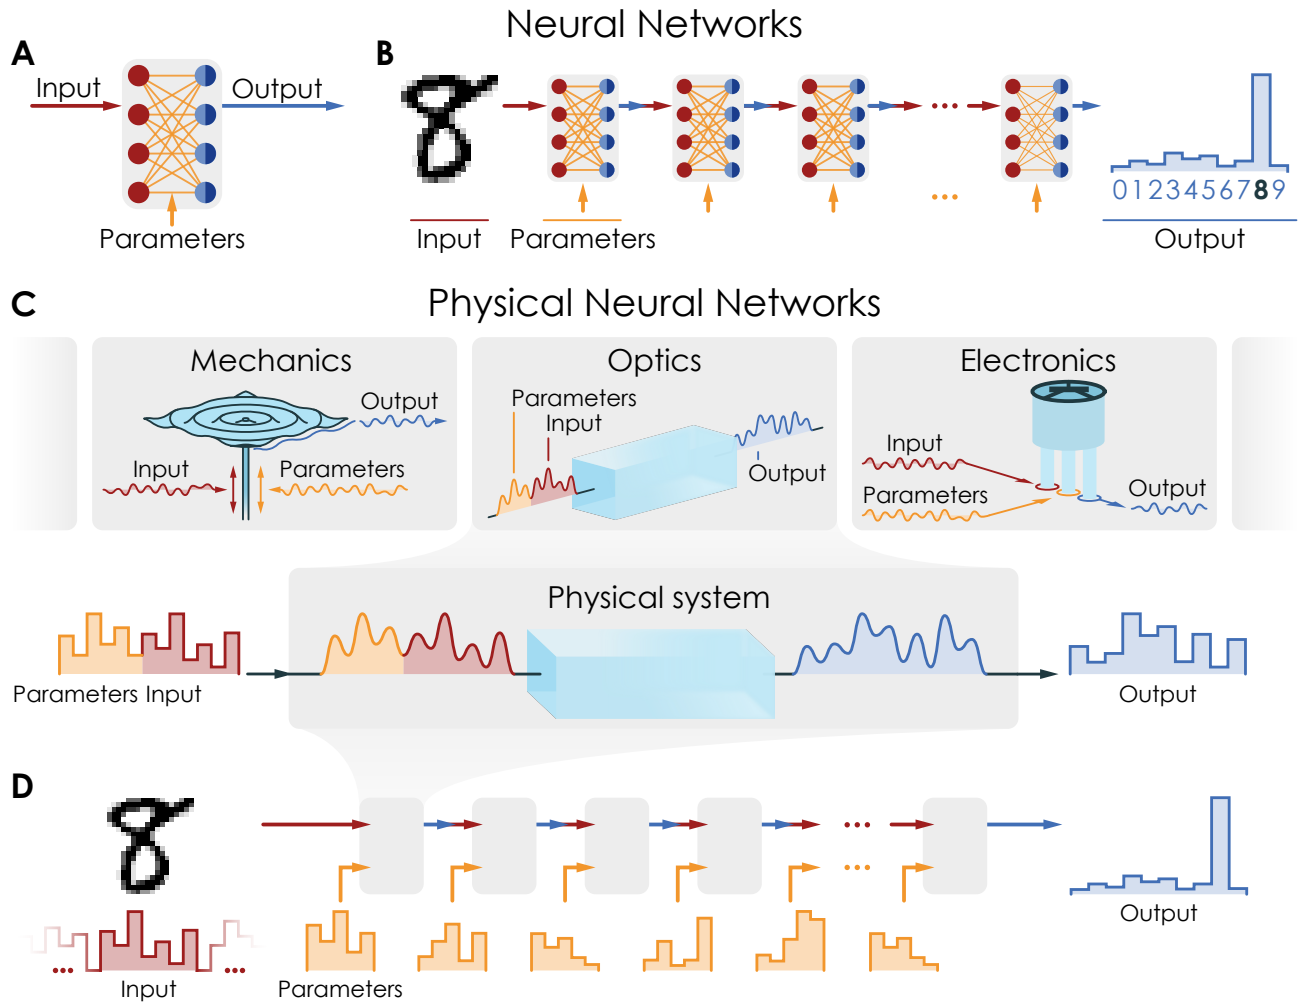 Neural Networks
A
Input
Output
Parameters
B
0123456789
Input
Parameters
Output
C
Physical Neural Networks
Mechanics
Output
Input
Parameters
Optics
Parameters
Input
Output
Electronics
Input
Parameters
Output
Physical system
Parameters Input
Output
D
Output
Input
Parameters